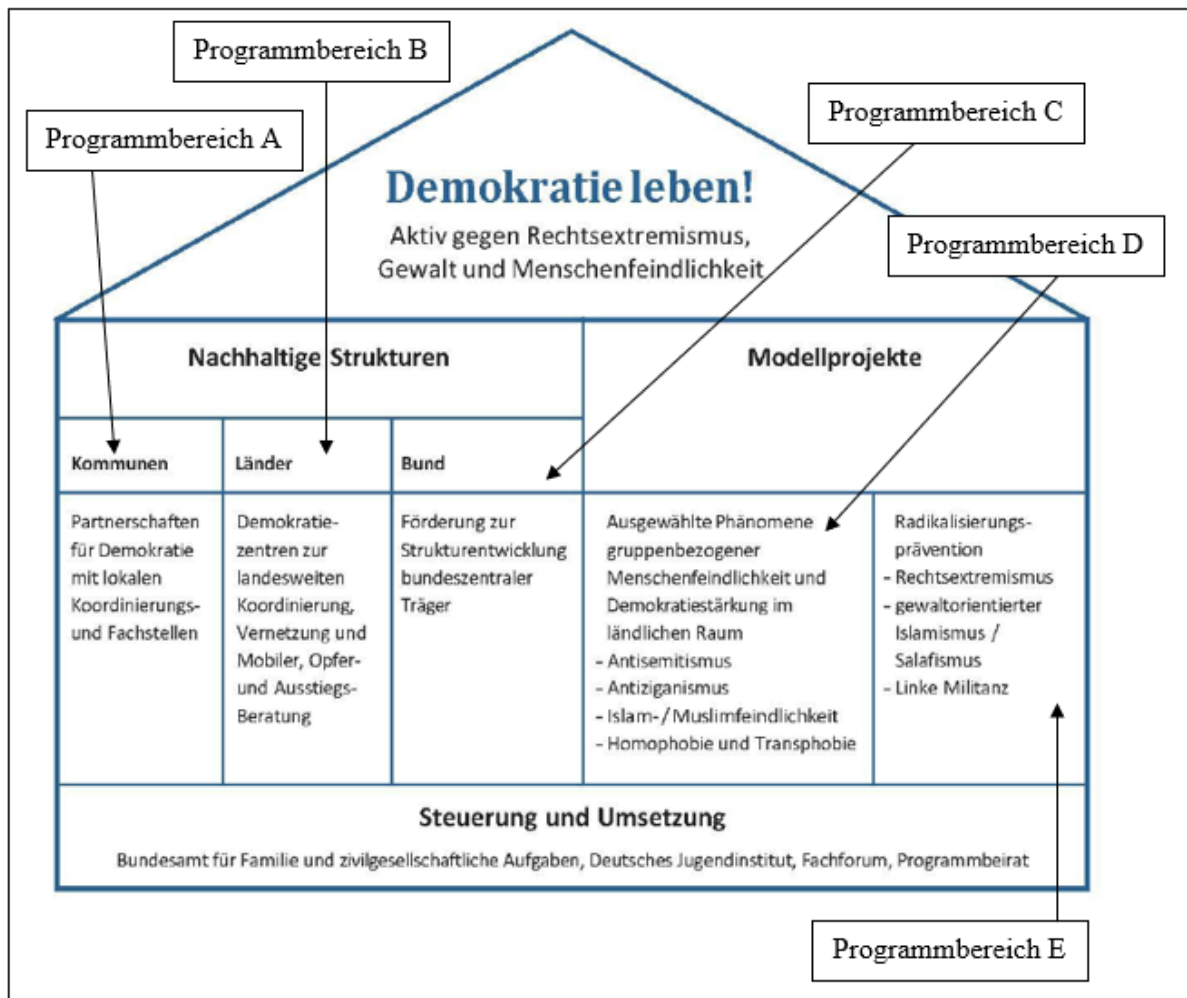 Programmbereich B
Programmbereich A
Programmbereich C
Demokratie leben!
Aktiv gegen Rechtsextremismus,
Gewalt und Menschenfeindlichkeit
Programmbereich D
Nachhaltige Strukturen
Modellprojekte
Kommunen
Länder
Bund
Partnerschaften
für Demokratie
mit lokalen
Koordinierungs-
und Fachstellen
Demokratie-
zentren zur
landesweiten
Koordinierung,
Vernetzung und
Mobiler, Opfer-
und Ausstiegs-
Beratung
Förderung zur
Strukturentwicklung
bundeszentraler
Träger
Ausgewählte Phänomene
gruppenbezogener
Menschenfeindlichkeit und
Demokratiestärkung im
ländlichen Raum
- Antisemitismus
- Antiziganismus
- Islam-/ Muslimfeindlichkeit
- Homophobie und Transphobie
Radikalisierungs-
prävention
- Rechtsextremismus
- gewaltorientierter
Islamismus /
Salafismus
- Linke Militanz
Steuerung und Umsetzung
Bundesamt für Familie und zivilgesellschaftliche Aufgaben, Deutsches Jugendinstitut, Fachforum, Programmbeirat
Programmbereich E